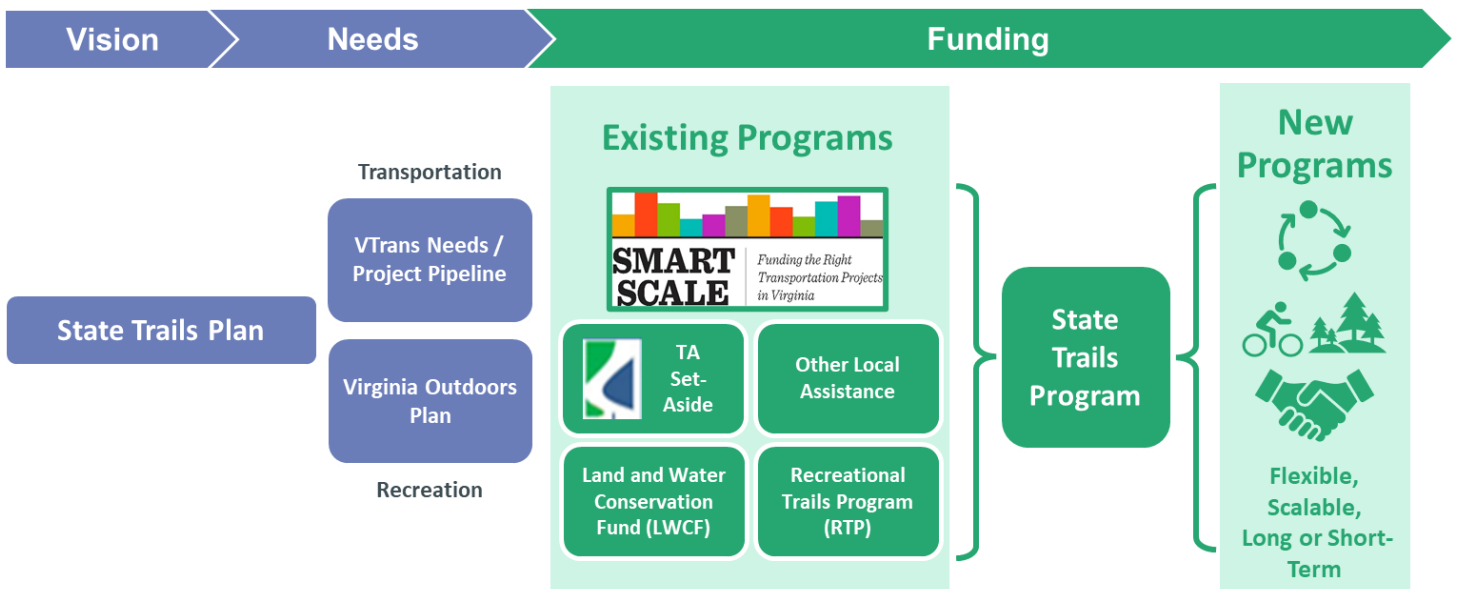 Vision
Needs
Funding
State Trails Plan
Transportation
VTrans Needs /
Project Pipeline
Virginia Outdoors
Plan
Recreation
Existing Programs
SMART
SCALE
Funding the Right
Transportation Projects
in Virginia
TA
Set-
Aside
Other Local
Assistance
Land and Water
Conservation
Fund (LWCF)
Recreational
Trails Program
(RTP)
State
Trails
Program
New
Programs
Flexible,
Scalable,
Long or Short-
Term